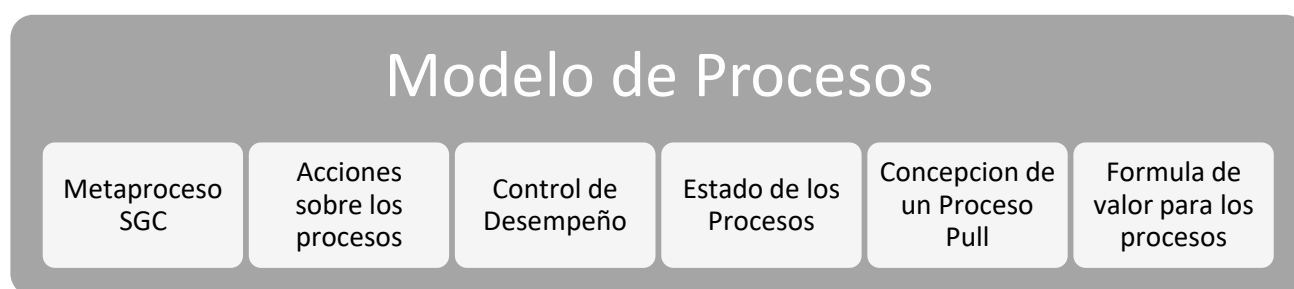 Modelo de Procesos
Metaproceso
SGC
Acciones
sobre los
procesos
Control de
Desempeño
Estado de los
Procesos
Concepcion de
un Proceso
Pull
Formula de
valor para los
procesos